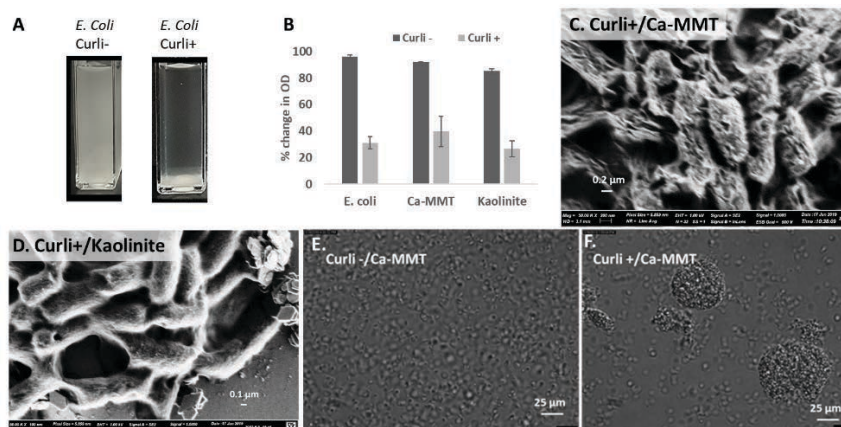 A
E. Coli
Curli-
E. Coli
Curli+
B
Curli -
Curli +
% change in OD
100
80
60
40
20
0
E. coli
Ca-MMT
Kaolinite
C. Curli+/Ca-MMT
0.2 µm
D. Curli+/Kaolinite
0.1 µm
E.
Curli -/Ca-MMT
25 µm
F.
Curli +/Ca-MMT
25 µm